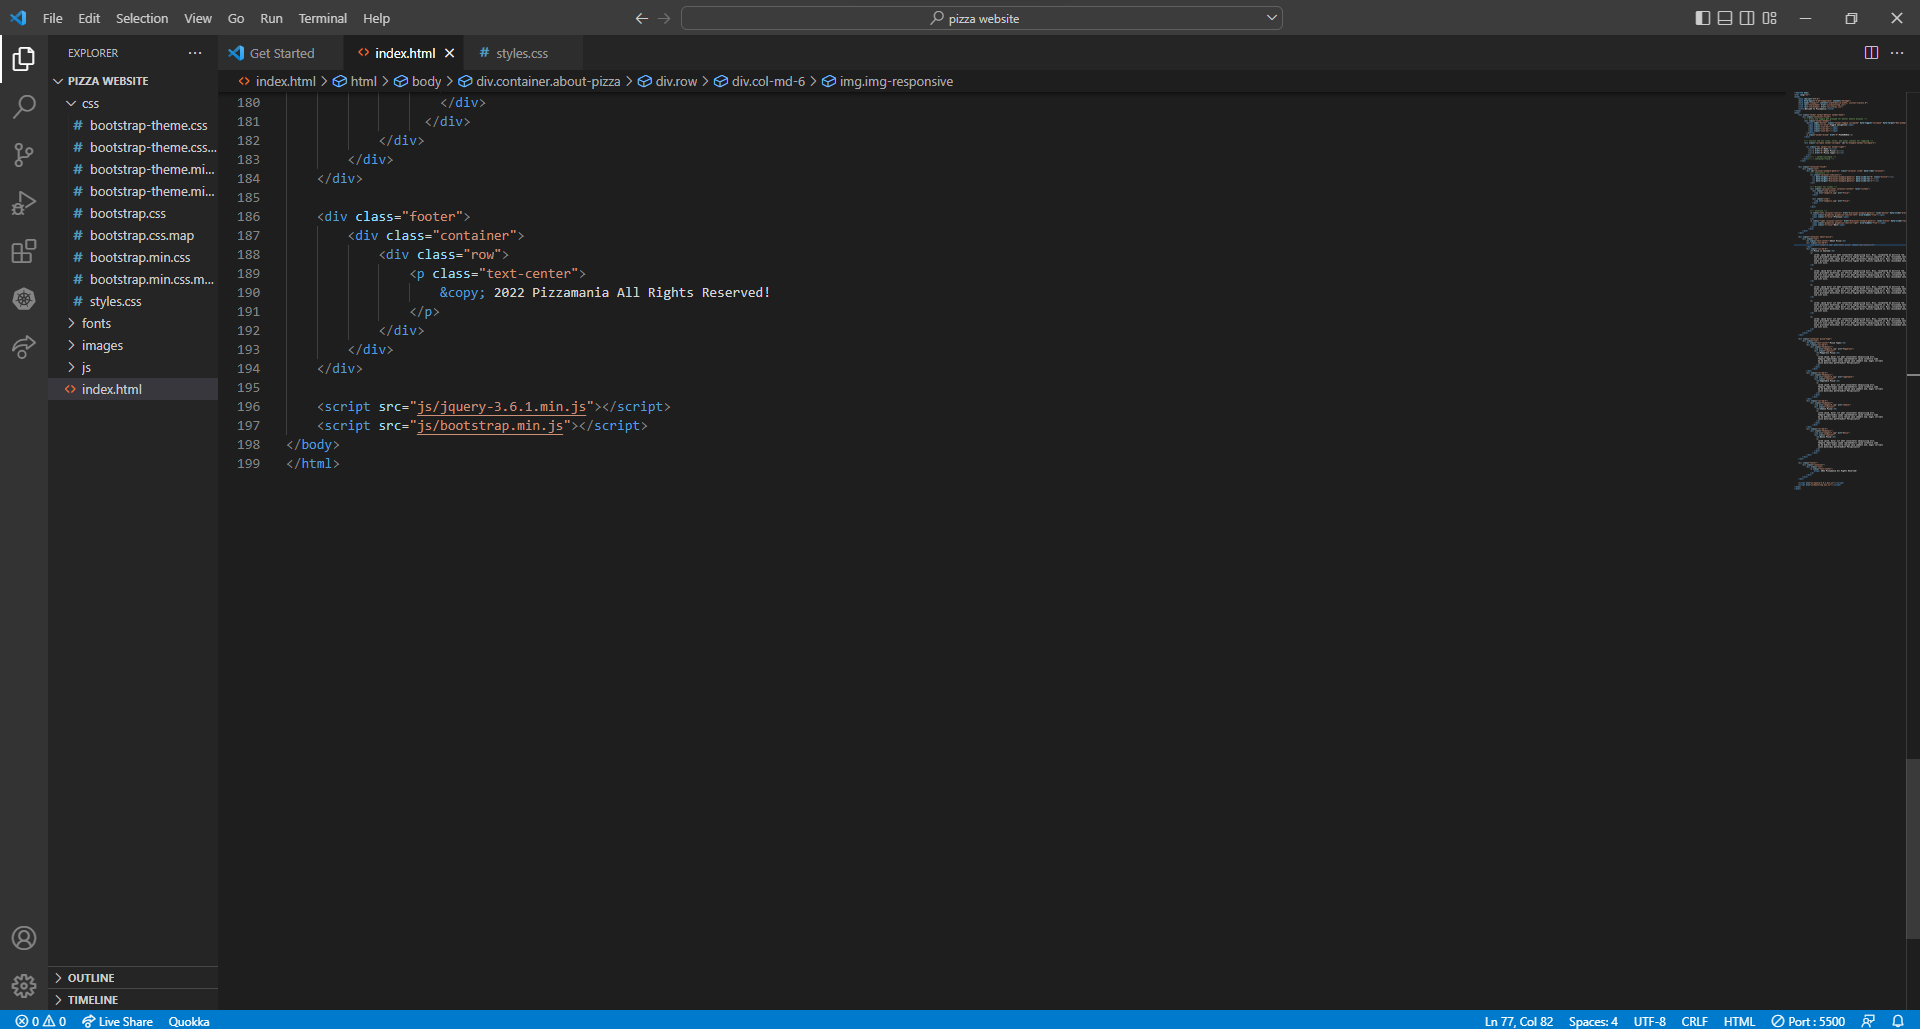 File Edit Selection View Go Run Terminal Help
pizza website
EXPLORER
PIZZA WEBSITE
css
# bootstrap-theme.css
# bootstrap-theme.css...
# bootstrap-theme.mi...
# bootstrap-theme.mi...
# bootstrap.css
# bootstrap.css.map
# bootstrap.min.css
# bootstrap.min.css.m...
# styles.css
fonts
images
js
<> index.html
OUTLINE
TIMELINE
Get Started <> index.html # styles.css
<> index.html > html > body > div.container.about-pizza > div.row > div.col-md-6 > img.img-responsive
180 </div>
181 </div>
182 </div>
183 </div>
184 </div>
185
186 <div class="footer">
187 <div class="container">
188 <div class="row">
189 <p class="text-center">
190 &copy; 2022 Pizzamania All Rights Reserved!
191 </p>
192 </div>
193 </div>
194 </div>
195
196 <script src="js/jquery-3.6.1.min.js"></script>
197 <script src="js/bootstrap.min.js"></script>
198 </body>
199 </html>
0 0 Live Share Quokka Ln 77, Col 82 Spaces: 4 UTF-8 CRLF HTML Port : 5500